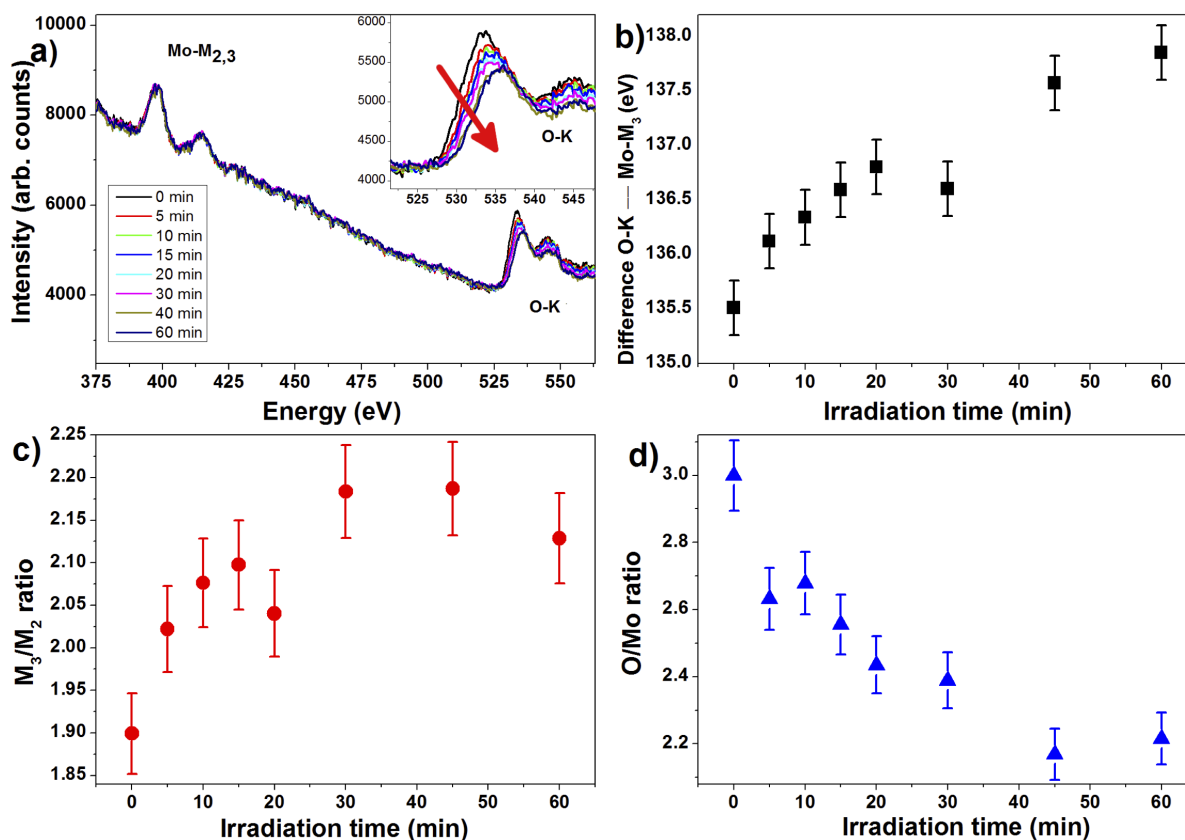 a)
Mo-M2,3
O-K
O-K
Intensity (arb. counts)
10000
8000
6000
4000
0 min
5 min
10 min
15 min
20 min
30 min
40 min
60 min
6000
5500
5000
4500
4000
525 530 535 540 545
375 400 425 450 475 500 525 550
Energy (eV)
b)
Difference O-K — Mo-M3 (eV)
138.0
137.5
137.0
136.5
136.0
135.5
135.0
0 10 20 30 40 50 60
Irradiation time (min)
c)
M3/M2 ratio
2.25
2.20
2.15
2.10
2.05
2.00
1.95
1.90
1.85
0 10 20 30 40 50 60
Irradiation time (min)
d)
O/Mo ratio
3.0
2.8
2.6
2.4
2.2
0 10 20 30 40 50 60
Irradiation time (min)